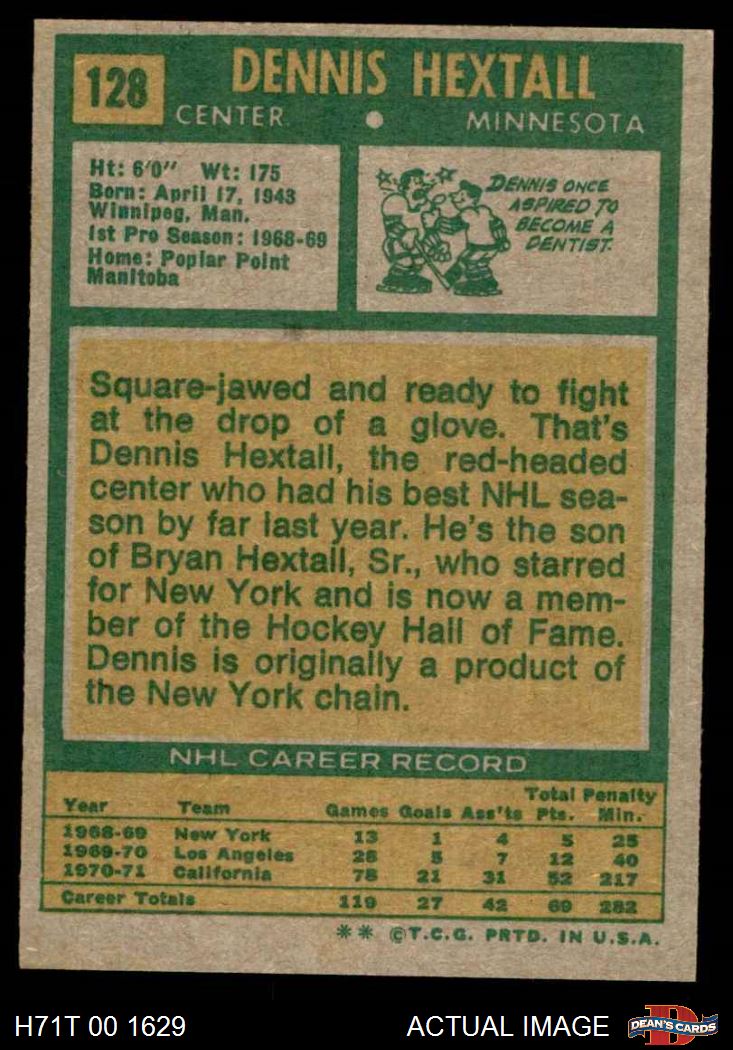 128
DENNIS HEXTALL
CENTER • MINNESOTA
Ht: 6'0" Wt: 175
Born: April 17, 1943
Winnipeg, Man.
1st Pro Season: 1968-69
Home: Poplar Point
Manitoba
DENNIS ONCE
ASPIRED TO
BECOME A
DENTIST.
Square-jawed and ready to fight
at the drop of a glove. That's
Dennis Hextall, the red-headed
center who had his best NHL sea-
son by far last year. He's the son
of Bryan Hextall, Sr., who starred
for New York and is now a mem-
ber of the Hockey Hall of Fame.
Dennis is originally a product of
the New York chain.
NHL CAREER RECORD
Total Penalty
Year Team Games Goals Ass'ts Pts. Min.
1968-69 New York 13 1 4 5 25
1969-70 Los Angeles 28 5 7 12 40
1970-71 California 78 21 31 52 217
Career Totals 119 27 42 69 282
** ©T.C.G. PRTD. IN U.S.A.
H71T 00 1629
ACTUAL IMAGE
D
DEAN'S CARDS